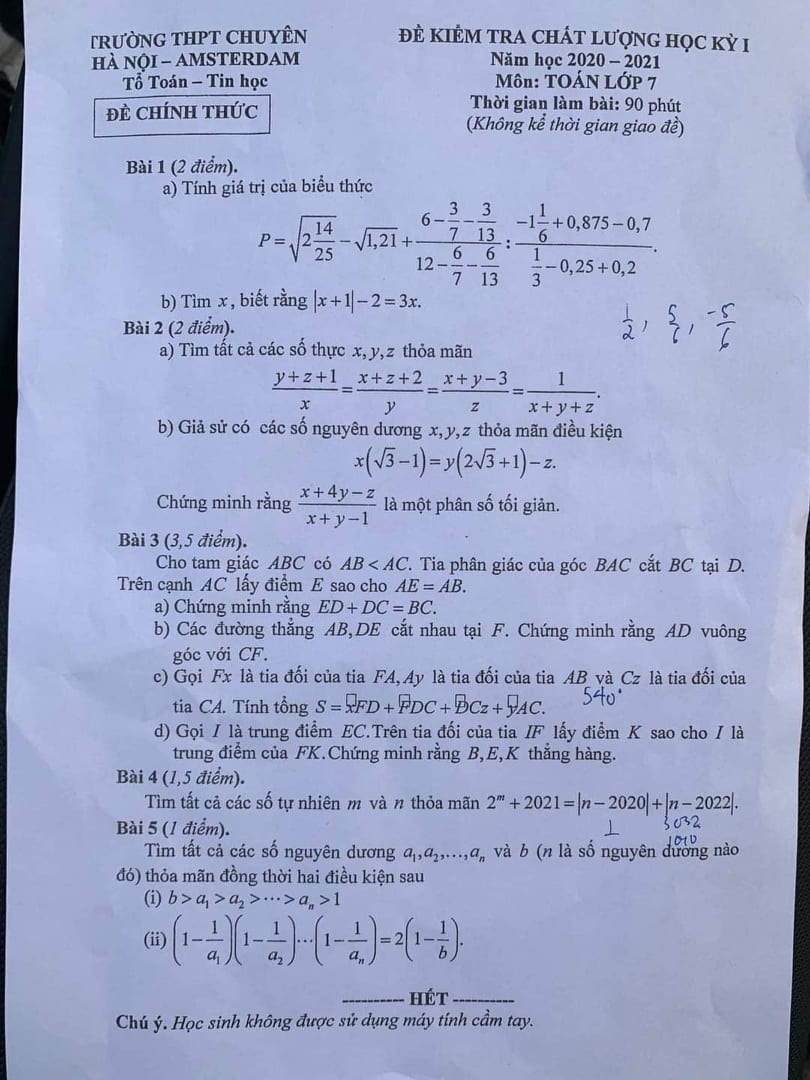 TRƯỜNG THPT CHUYÊN
HÀ NỘI – AMSTERDAM
Tổ Toán – Tin học
ĐỀ CHÍNH THỨC
ĐỀ KIỂM TRA CHẤT LƯỢNG HỌC KỲ I
Năm học 2020 – 2021
Môn: TOÁN LỚP 7
Thời gian làm bài: 90 phút
(Không kể thời gian giao đề)
Bài 1 (2 điểm).
a) Tính giá trị của biểu thức
P = √(2 14/25) − √(1,21) + (6 − 3/7 − 3/13)/(12 − 6/7 − 6/13) : (−1 1/6 + 0,875 − 0,7)/(1/3 − 0,25 + 0,2).
b) Tìm x, biết rằng |x+1| − 2 = 3x.
1/2, 5/6, −5/6
Bài 2 (2 điểm).
a) Tìm tất cả các số thực x, y, z thỏa mãn
(y+z+1)/x = (x+z+2)/y = (x+y−3)/z = 1/(x+y+z).
b) Giả sử có các số nguyên dương x, y, z thỏa mãn điều kiện
x(√3 − 1) = y(2√3 + 1) − z.
Chứng minh rằng (x+4y−z)/(x+y−1) là một phân số tối giản.
Bài 3 (3,5 điểm).
Cho tam giác ABC có AB < AC. Tia phân giác của góc BAC cắt BC tại D.
Trên cạnh AC lấy điểm E sao cho AE = AB.
a) Chứng minh rằng ED + DC = BC.
b) Các đường thẳng AB, DE cắt nhau tại F. Chứng minh rằng AD vuông
góc với CF.
c) Gọi Fx là tia đối của tia FA, Ay là tia đối của tia AB và Cz là tia đối của
tia CA. Tính tổng S = xFD + FDC + DCz + yAC. 540°
d) Gọi I là trung điểm EC. Trên tia đối của tia IF lấy điểm K sao cho I là
trung điểm của FK. Chứng minh rằng B, E, K thẳng hàng.
Bài 4 (1,5 điểm).
Tìm tất cả các số tự nhiên m và n thỏa mãn 2^m + 2021 = |n − 2020| + |n − 2022|.
Bài 5 (1 điểm).
1 3032
1010
Tìm tất cả các số nguyên dương a₁, a₂, ..., aₙ và b (n là số nguyên dương nào
đó) thỏa mãn đồng thời hai điều kiện sau
(i) b > a₁ > a₂ > ··· > aₙ > 1
(ii) (1 − 1/a₁)(1 − 1/a₂)···(1 − 1/aₙ) = 2(1 − 1/b).
---------- HẾT ----------
Chú ý. Học sinh không được sử dụng máy tính cầm tay.